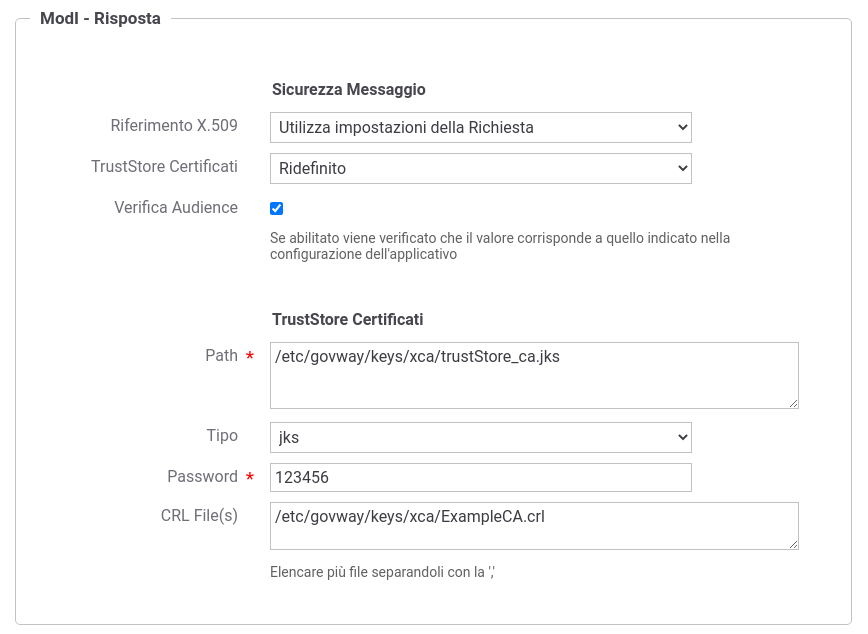 ModI - Risposta
Sicurezza Messaggio
Riferimento X.509 Utilizza impostazioni della Richiesta
TrustStore Certificati Ridefinito
Verifica Audience
Se abilitato viene verificato che il valore corrisponde a quello indicato nella
configurazione dell'applicativo
TrustStore Certificati
Path * /etc/govway/keys/xca/trustStore_ca.jks
Tipo jks
Password * 123456
CRL File(s) /etc/govway/keys/xca/ExampleCA.crl
Elencare più file separandoli con la ','